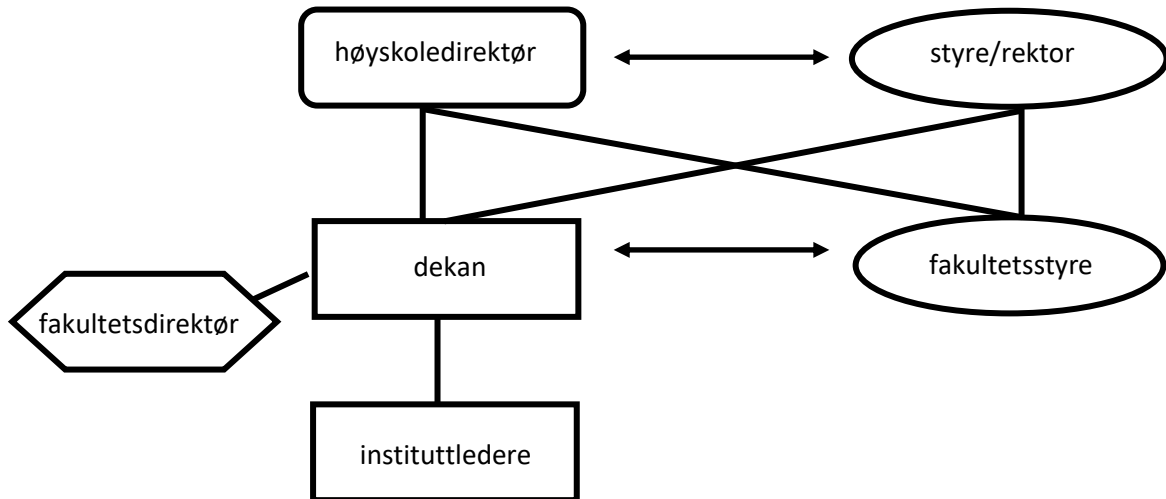 høyskoledirektør
styre/rektor
dekan
fakultetsstyre
fakultetsdirektør
instituttledere